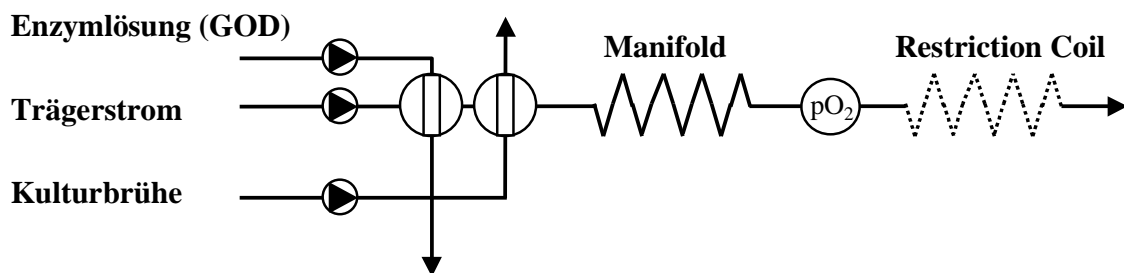 Enzymlösung (GOD)
Manifold
Restriction Coil
Trägerstrom
pO₂
Kulturbrühe